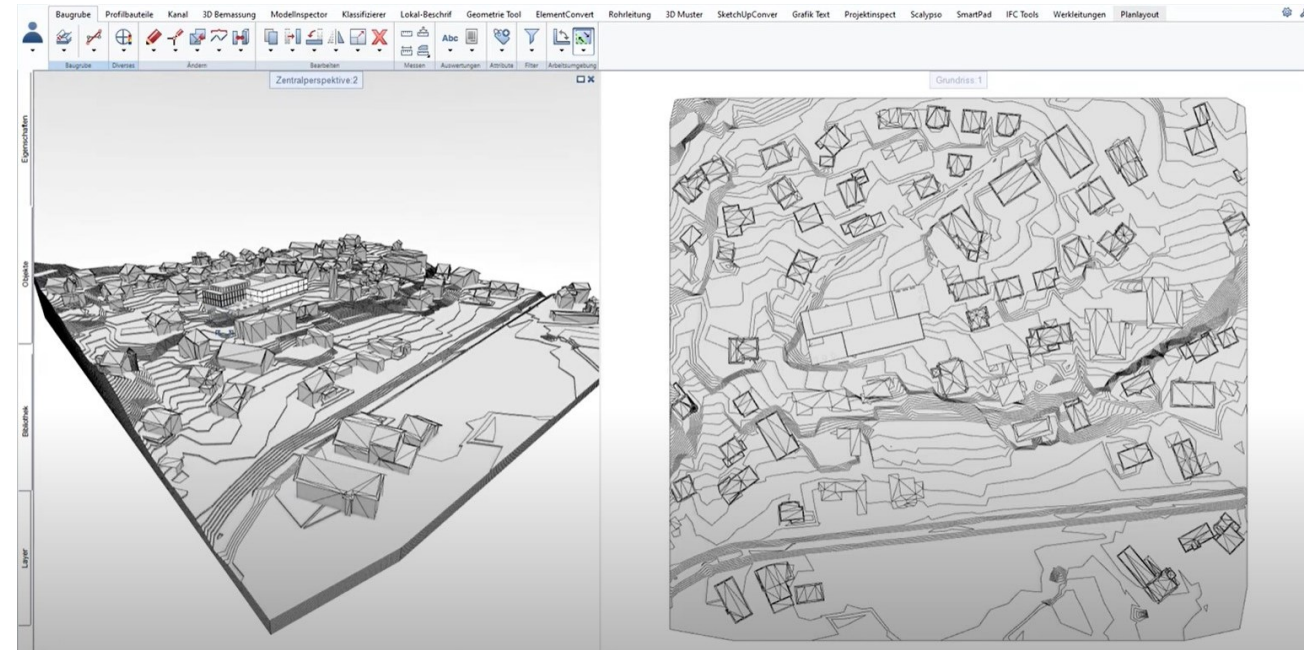 Baugrube Profilbauteile Kanal 3D Bemassung ModelInspector Klassifizierer Lokal-Beschrif Geometrie Tool ElementConvert Rohrleitung 3D Muster SketchUpConver Grafik Text Projektinspect Scalypso SmartPad IFC Tools Werkleitungen Planlayout
Abc
Baugrube Diverses Ändern Bearbeiten Messen Auswertungen Attribute Filter Arbeitsumgebung
Zentralperspektive:2
Grundriss:1
Eigenschaften
Objekte
Bibliothek
Layer